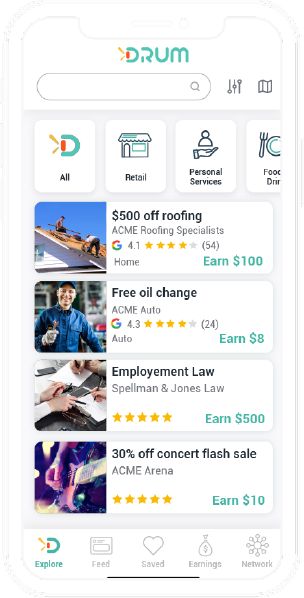 DRUM
All
Retail
Personal
Services
Foo
Drin
$500 off roofing
ACME Roofing Specialists
4.1 (54)
Home Earn $100
Free oil change
ACME Auto
4.3 (24)
Auto Earn $8
Employement Law
Spellman & Jones Law
Earn $500
30% off concert flash sale
ACME Arena
Earn $10
Explore Feed Saved Earnings Network